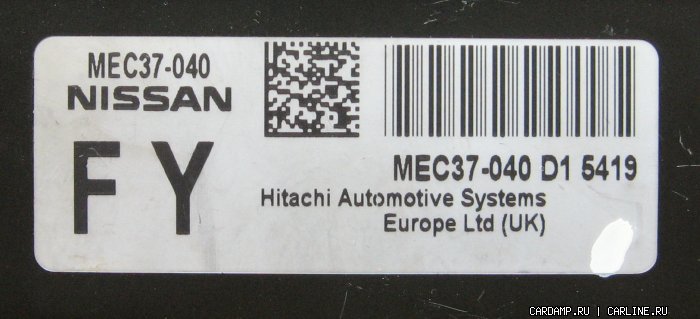 MEC37-040
NISSAN
FY
MEC37-040 D1 5419
Hitachi Automotive Systems
Europe Ltd (UK)
CARDAMP.RU | CARLINE.RU